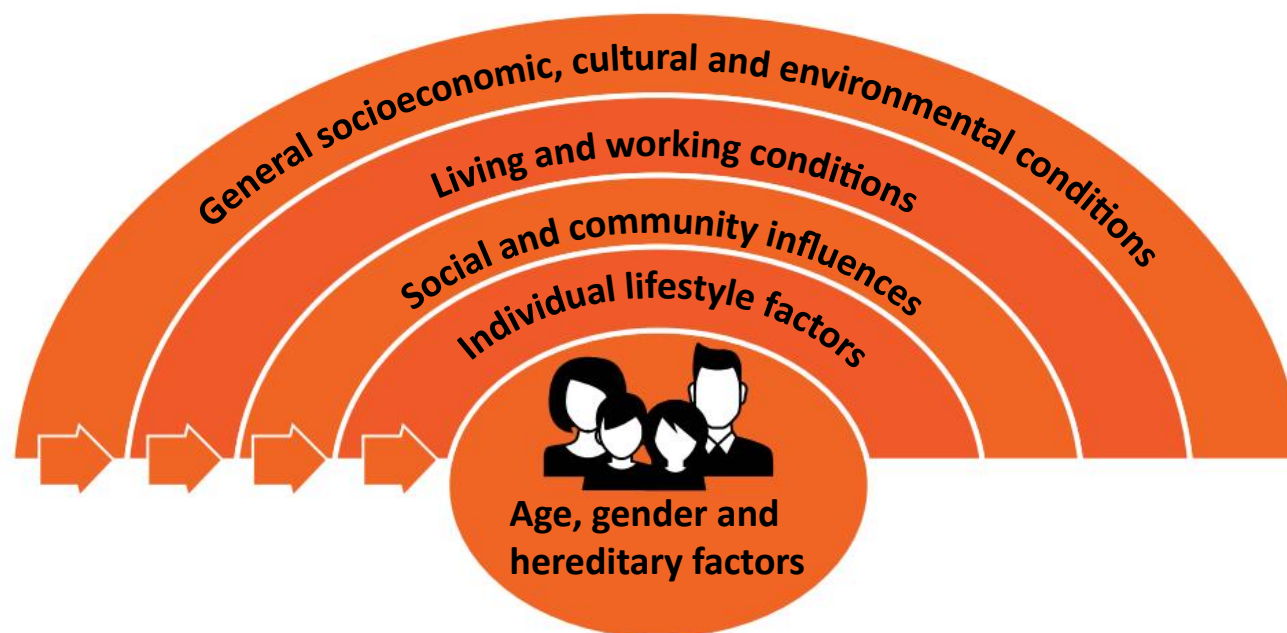 General socioeconomic, cultural and environmental conditions
Living and working conditions
Social and community influences
Individual lifestyle factors
Age, gender and
hereditary factors